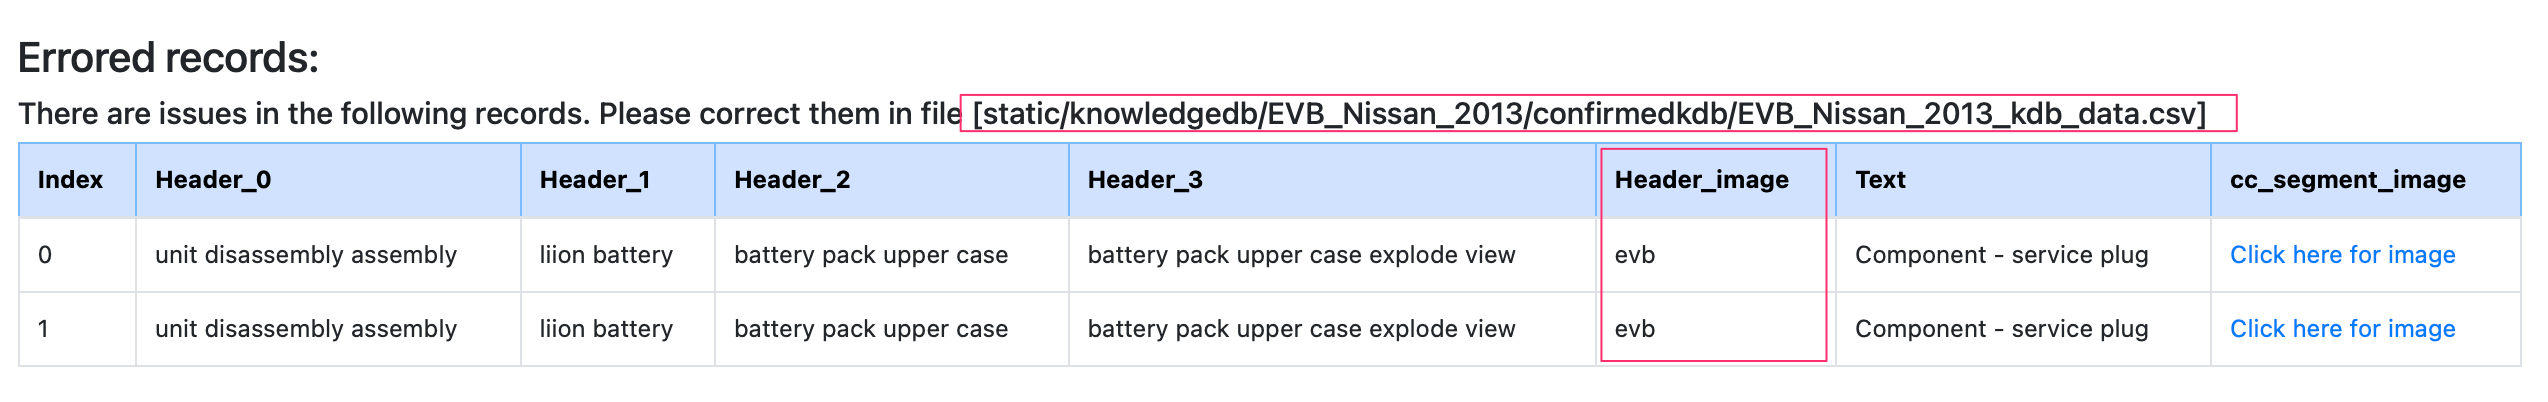 Errored records:
There are issues in the following records. Please correct them in file [static/knowledgedb/EVB_Nissan_2013/confirmedkdb/EVB_Nissan_2013_kdb_data.csv]
Index Header_0 Header_1 Header_2 Header_3 Header_image Text cc_segment_image
0 unit disassembly assembly liion battery battery pack upper case battery pack upper case explode view evb Component - service plug Click here for image
1 unit disassembly assembly liion battery battery pack upper case battery pack upper case explode view evb Component - service plug Click here for image